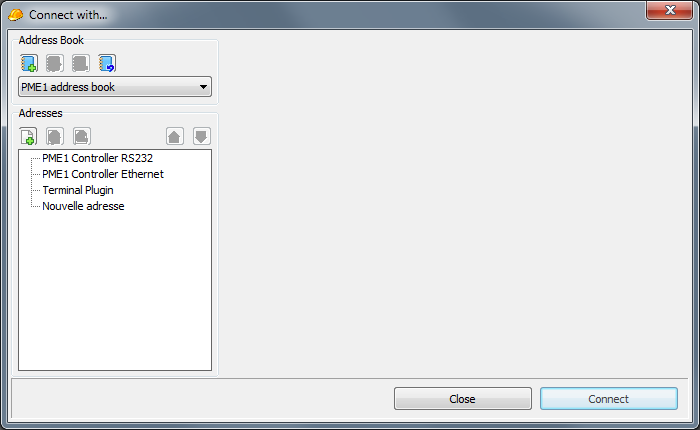 Connect with...
Address Book
PME1 address book
Adresses
PME1 Controller RS232
PME1 Controller Ethernet
Terminal Plugin
Nouvelle adresse
Close
Connect